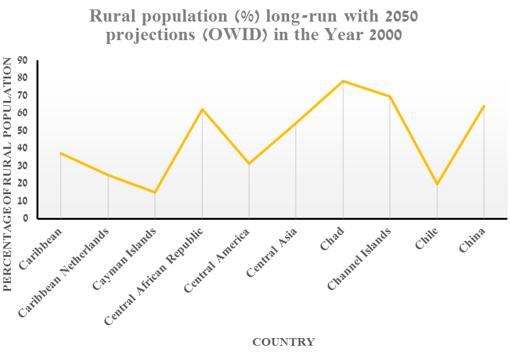 Rural population (%) long-run with 2050
projections (OWID) in the Year 2000
PERCENTAGE OF RURAL POPULATION
90
80
70
60
50
40
30
20
10
0
Caribbean
Caribbean Netherlands
Cayman Islands
Central African Republic
Central America
Central Asia
Chad
Channel Islands
Chile
China
COUNTRY